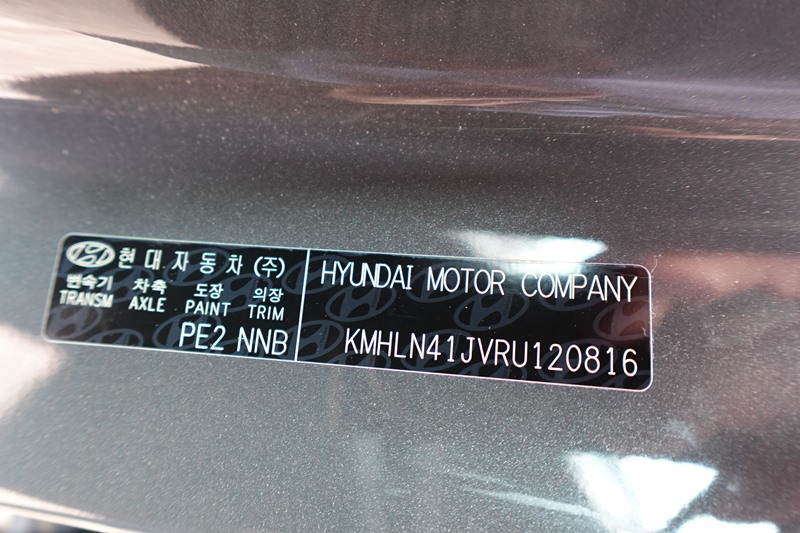 현대자동차 (주)
변속기 차축 도장 의장
TRANSM AXLE PAINT TRIM
PE2 NNB
HYUNDAI MOTOR COMPANY
KMHLN41JVRU120816